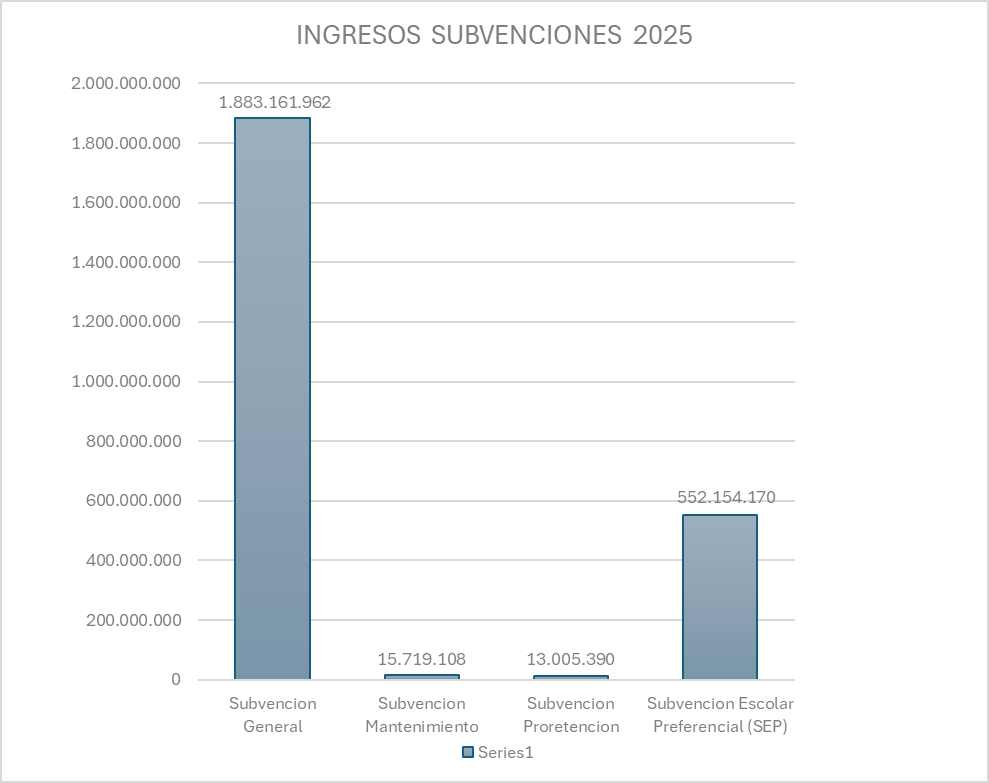 INGRESOS SUBVENCIONES 2025
2.000.000.000
1.883.161.962
1.800.000.000
1.600.000.000
1.400.000.000
1.200.000.000
1.000.000.000
800.000.000
600.000.000
552.154.170
400.000.000
200.000.000
15.719.108
13.005.390
0
Subvencion General
Subvencion Mantenimiento
Subvencion Proretencion
Subvencion Escolar Preferencial (SEP)
Series1